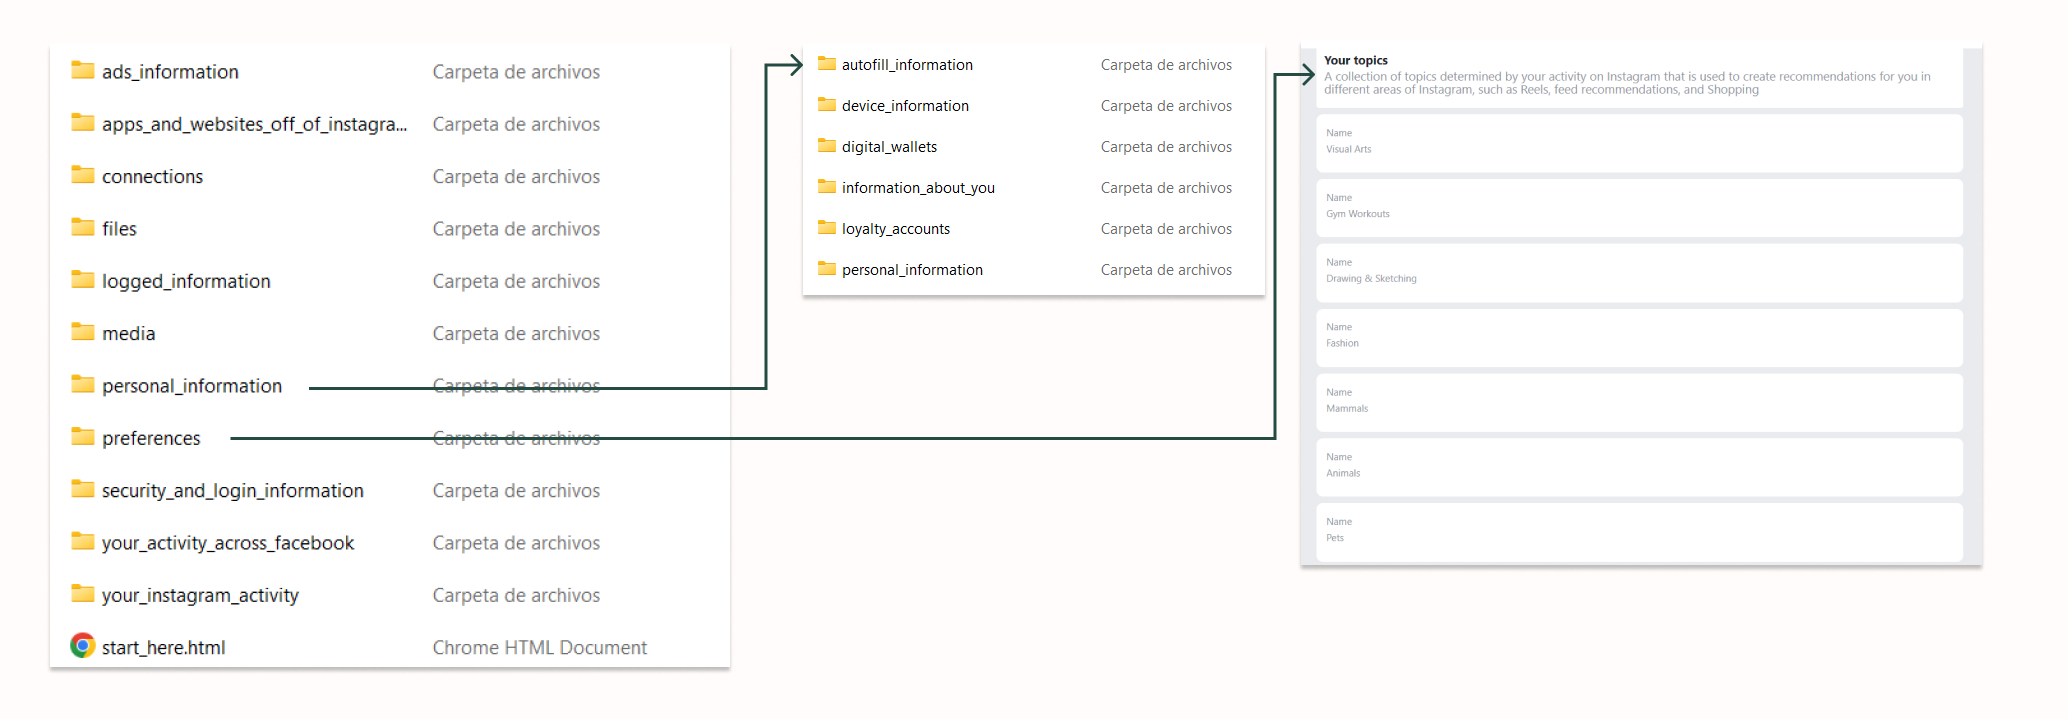 ads_information Carpeta de archivos
apps_and_websites_off_of_instagra... Carpeta de archivos
connections Carpeta de archivos
files Carpeta de archivos
logged_information Carpeta de archivos
media Carpeta de archivos
personal_information Carpeta de archivos
preferences Carpeta de archivos
security_and_login_information Carpeta de archivos
your_activity_across_facebook Carpeta de archivos
your_instagram_activity Carpeta de archivos
start_here.html Chrome HTML Document
autofill_information Carpeta de archivos
device_information Carpeta de archivos
digital_wallets Carpeta de archivos
information_about_you Carpeta de archivos
loyalty_accounts Carpeta de archivos
personal_information Carpeta de archivos
Your topics
A collection of topics determined by your activity on Instagram that is used to create recommendations for you in
different areas of Instagram, such as Reels, feed recommendations, and Shopping
Name
Visual Arts
Name
Gym Workouts
Name
Drawing & Sketching
Name
Fashion
Name
Mammals
Name
Animals
Name
Pets